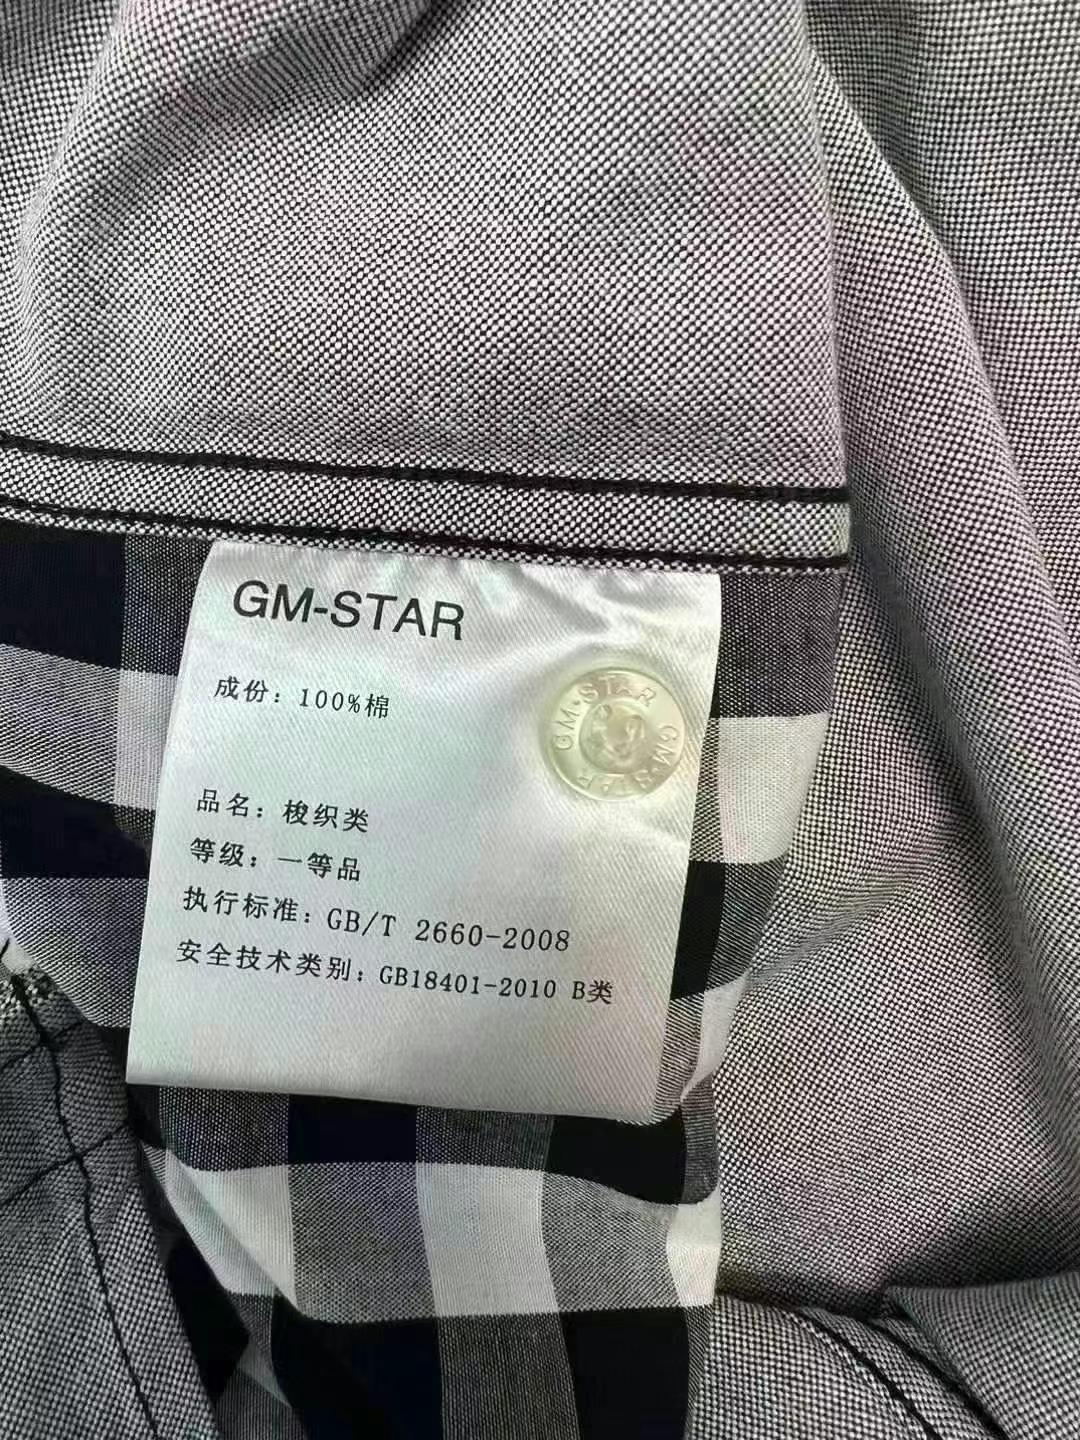 GM-STAR
成份：100%棉
GM·STAR GM·STAR
品名：梭织类
等级：一等品
执行标准：GB/T 2660-2008
安全技术类别：GB18401-2010 B类